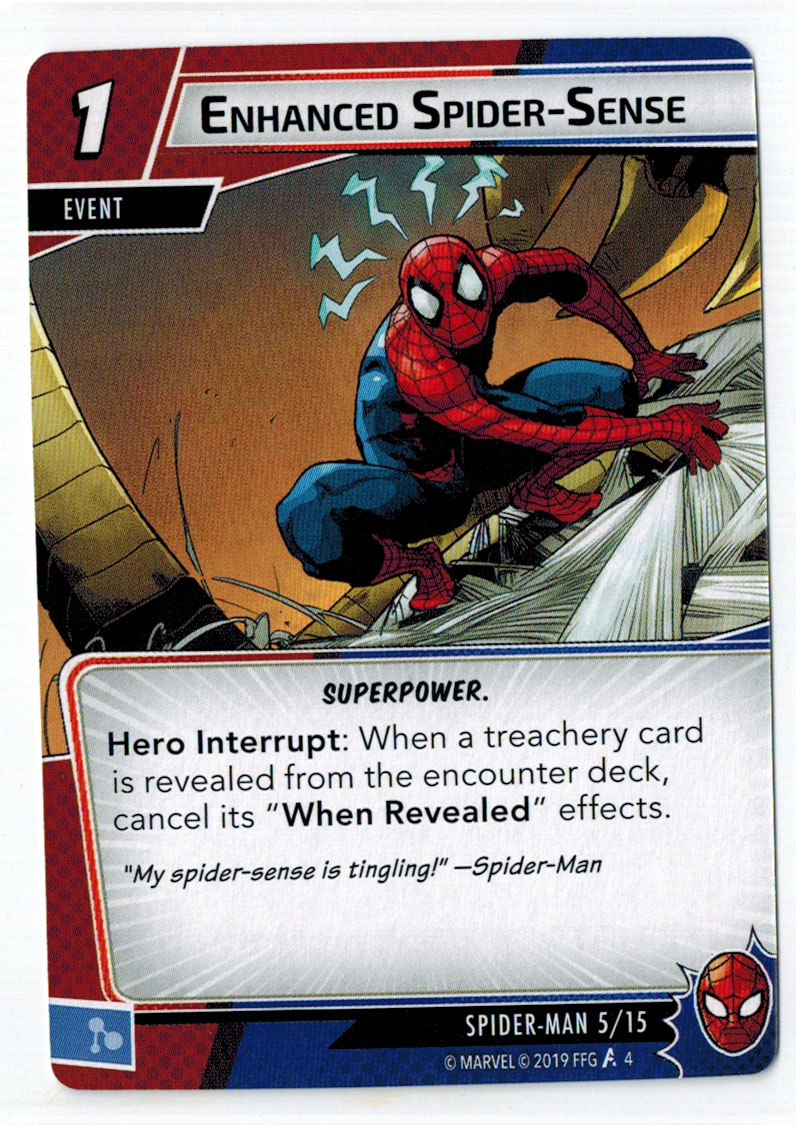 1
ENHANCED SPIDER-SENSE
EVENT
SUPERPOWER.
Hero Interrupt: When a treachery card
is revealed from the encounter deck,
cancel its "When Revealed" effects.
"My spider-sense is tingling!" —Spider-Man
SPIDER-MAN 5/15
© MARVEL © 2019 FFG 4